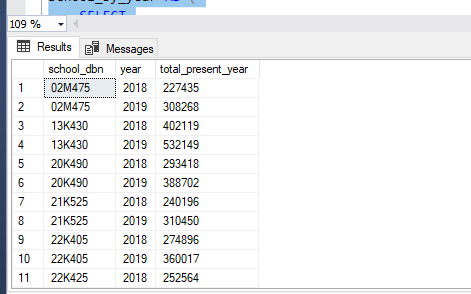 109 %
Results Messages
school_dbn year total_present_year
1 02M475 2018 227435
2 02M475 2019 308268
3 13K430 2018 402119
4 13K430 2019 532149
5 20K490 2018 293418
6 20K490 2019 388702
7 21K525 2018 240196
8 21K525 2019 310450
9 22K405 2018 274896
10 22K405 2019 360017
11 22K425 2018 252564